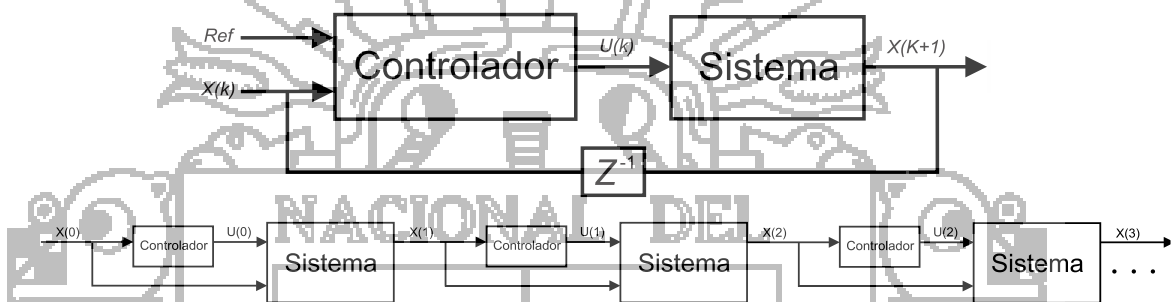 Ref
X(k)
Controlador
U(k)
Sistema
X(K+1)
Z-1
NACIONAL DEL
X(0)
Controlador
U(0)
Sistema
X(1)
Controlador
U(1)
Sistema
X(2)
Controlador
U(2)
Sistema
X(3)
...